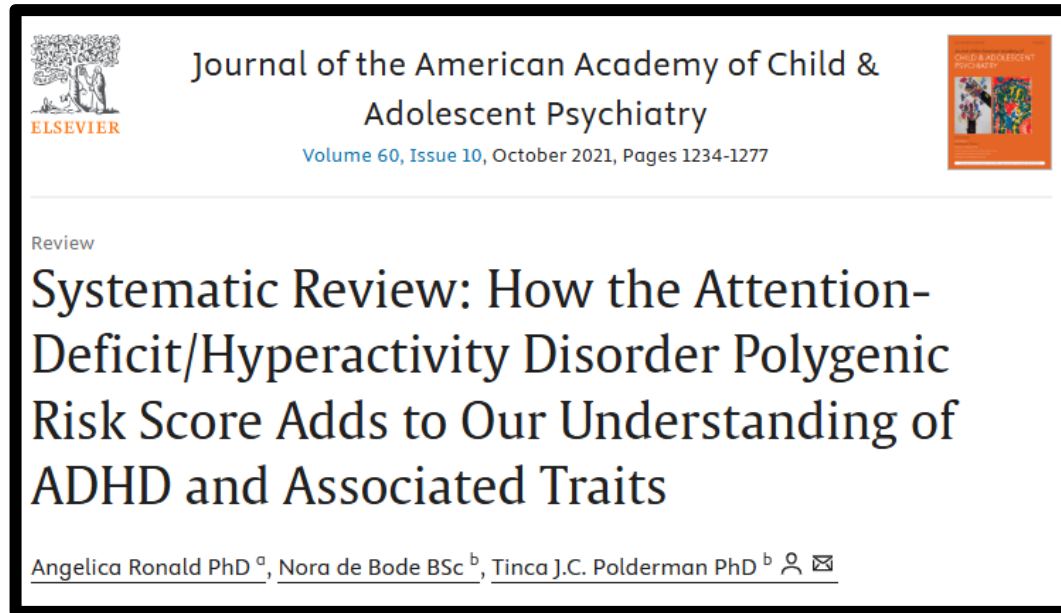 ELSEVIER
Journal of the American Academy of Child &
Adolescent Psychiatry
Volume 60, Issue 10, October 2021, Pages 1234-1277
CHILD & ADOLESCENT
PSYCHIATRY
Review
Systematic Review: How the Attention-
Deficit/Hyperactivity Disorder Polygenic
Risk Score Adds to Our Understanding of
ADHD and Associated Traits
Angelica Ronald PhD a, Nora de Bode BSc b, Tinca J.C. Polderman PhD b